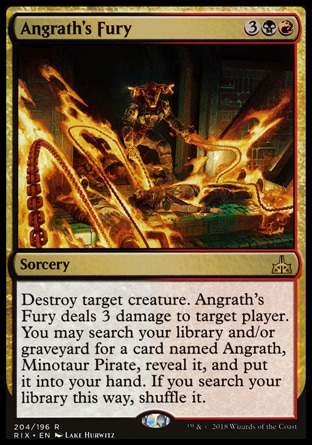 Angrath's Fury 3
Sorcery
Destroy target creature. Angrath's
Fury deals 3 damage to target player.
You may search your library and/or
graveyard for a card named Angrath,
Minotaur Pirate, reveal it, and put
it into your hand. If you search your
library this way, shuffle it.
204/196 R
RIX • EN Lake Hurwitz
™ & © 2018 Wizards of the Coast